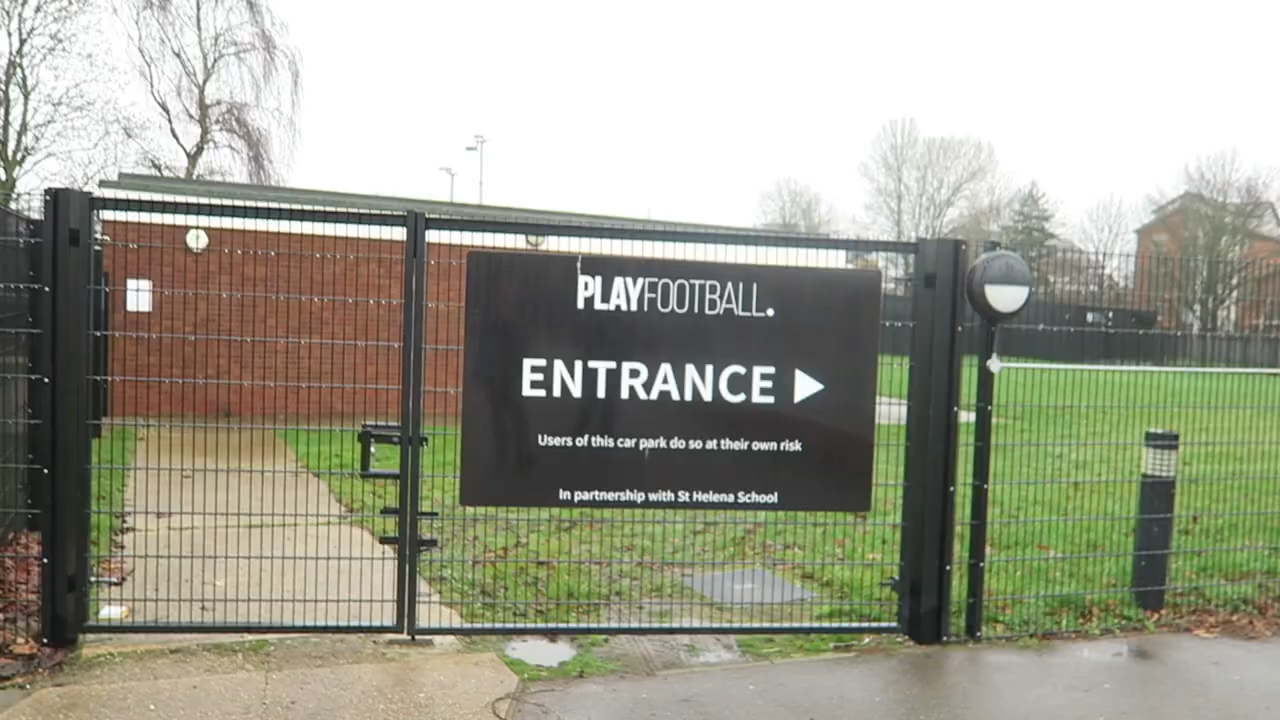 PLAYFOOTBALL.
ENTRANCE ▶
Users of this car park do so at their own risk
In partnership with St Helena School